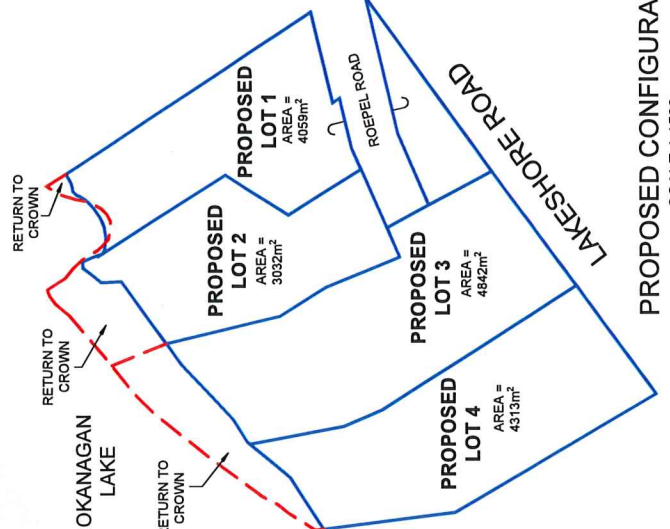 RETURN TO
CROWN
RETURN TO
CROWN
OKANAGAN
LAKE
RETURN TO
CROWN
PROPOSED
LOT 1
AREA =
4059m²
ROEPEL ROAD
PROPOSED
LOT 2
AREA =
3032m²
PROPOSED
LOT 3
AREA =
4842m²
PROPOSED
LOT 4
AREA =
4313m²
LAKESHORE ROAD
PROPOSED CONFIGURA